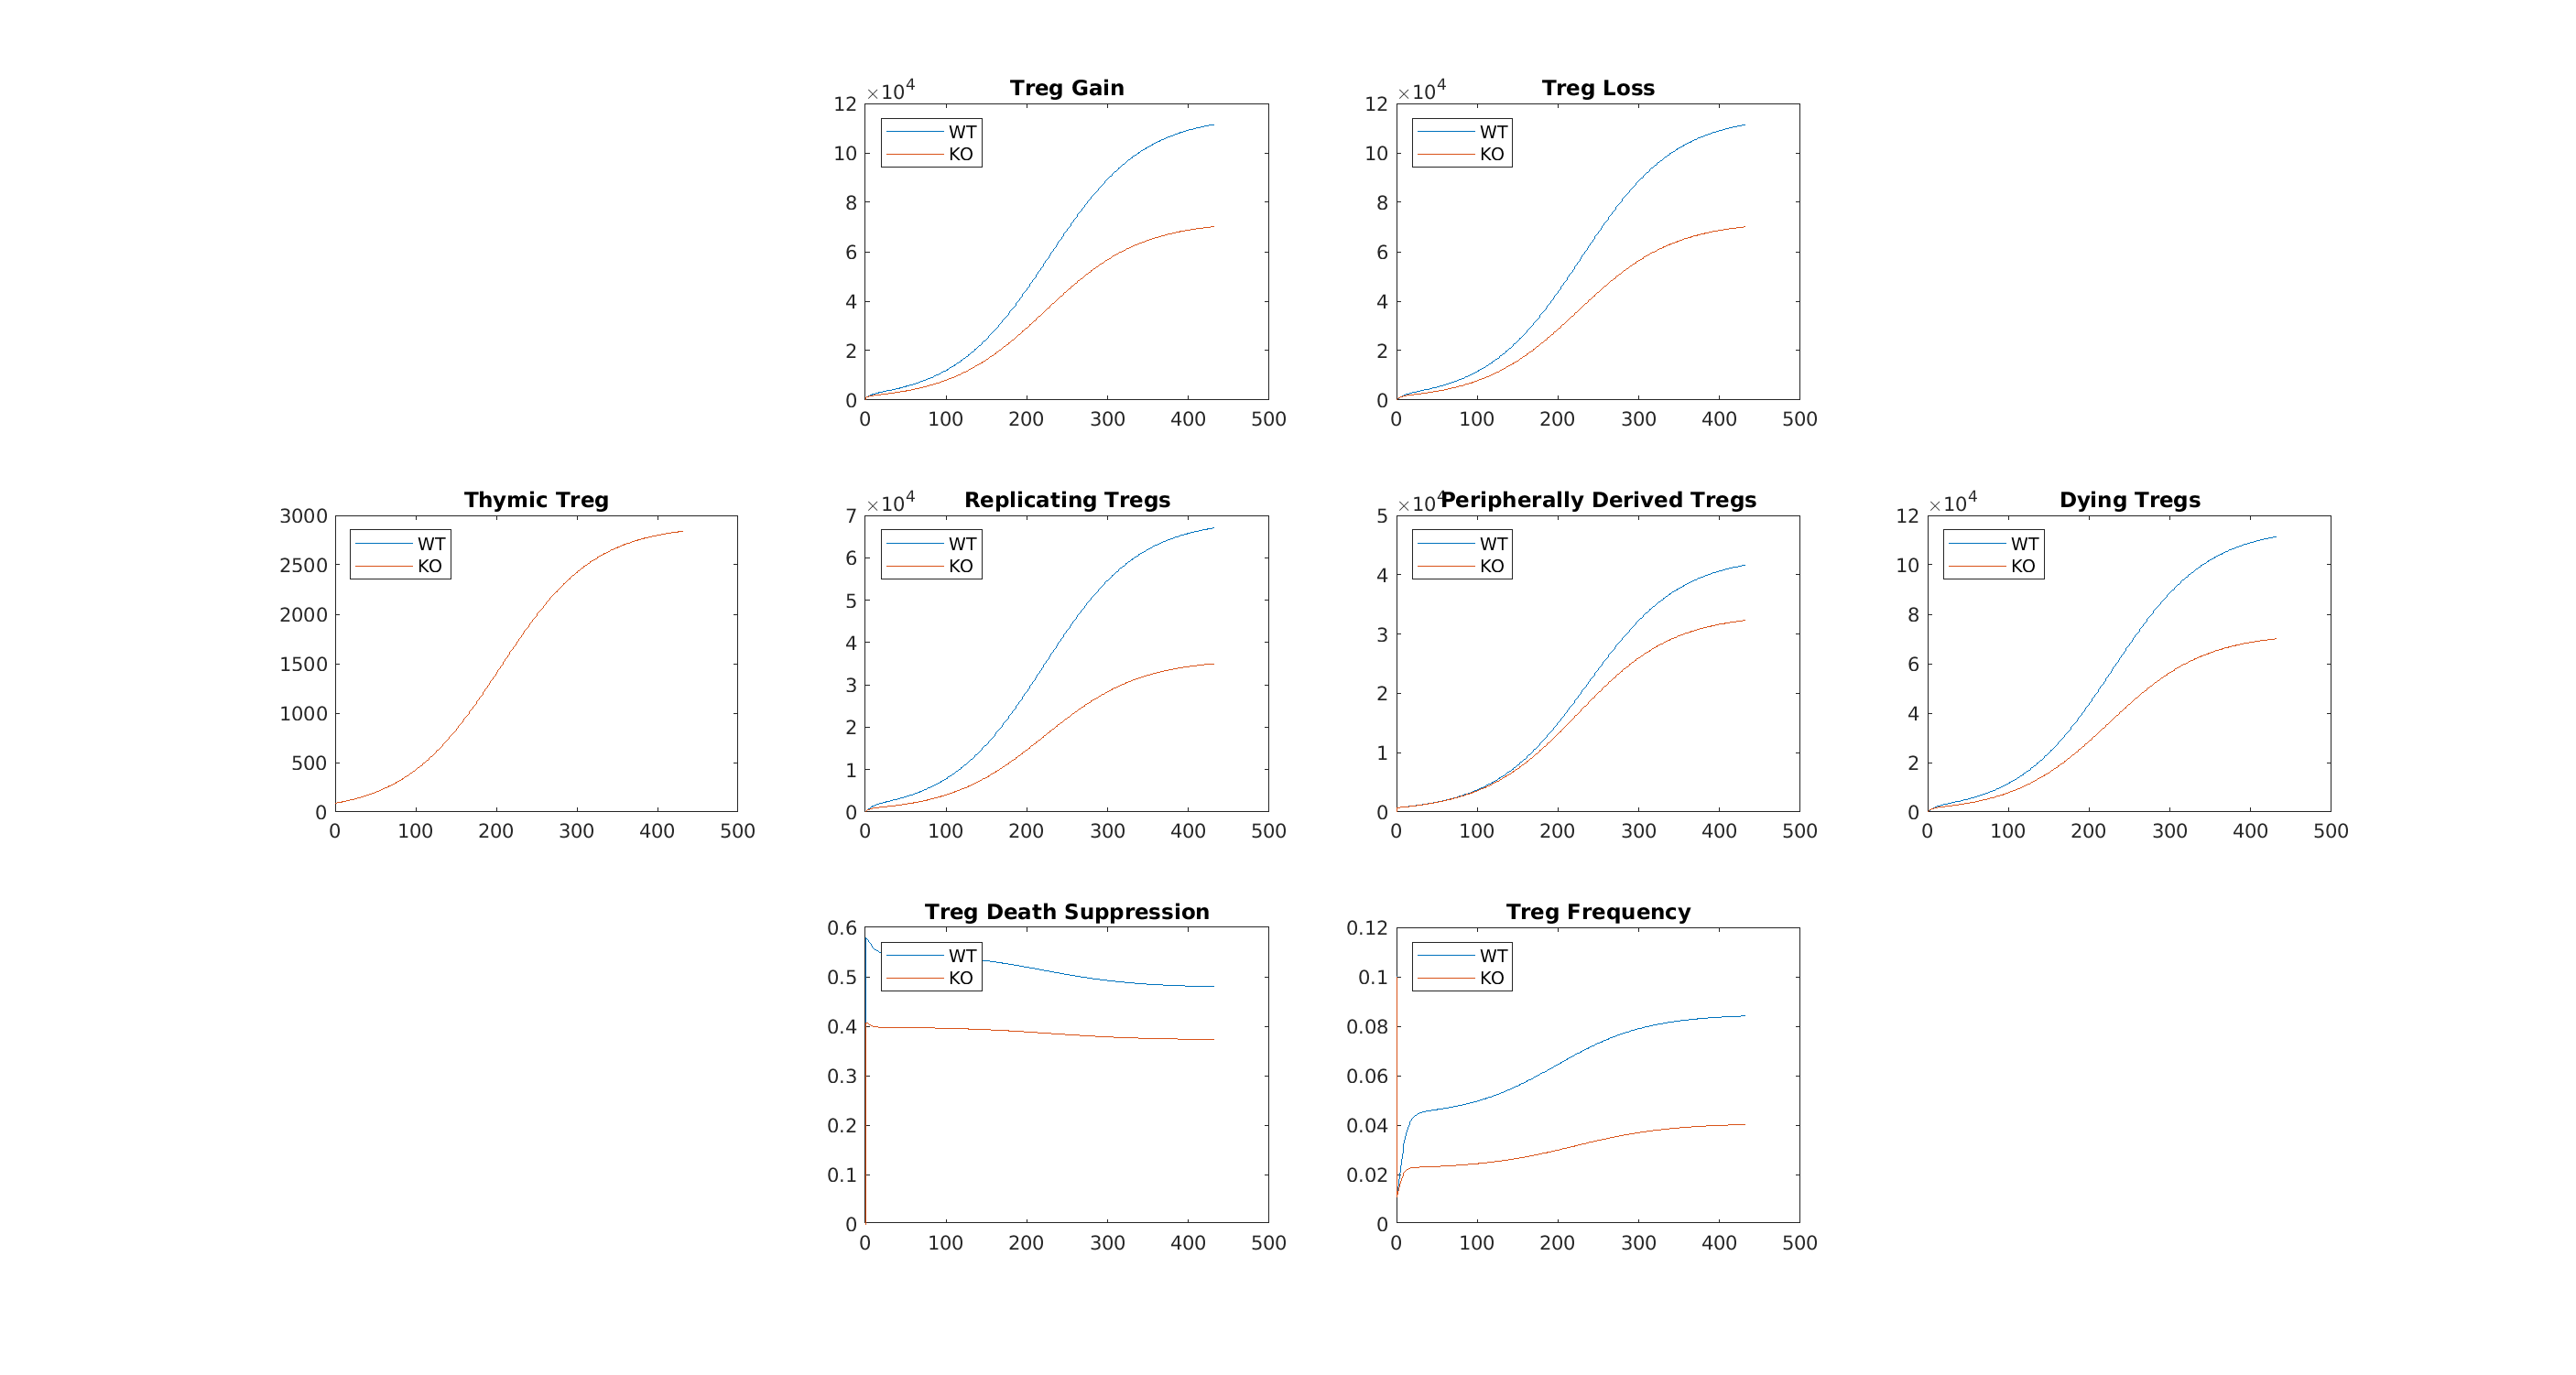 Treg Gain
×10^4
12
10
8
6
4
2
0
0 100 200 300 400 500
WT
KO
Treg Loss
×10^4
12
10
8
6
4
2
0
0 100 200 300 400 500
WT
KO
Thymic Treg
3000
2500
2000
1500
1000
500
0
0 100 200 300 400 500
WT
KO
Replicating Tregs
×10^4
7
6
5
4
3
2
1
0
0 100 200 300 400 500
WT
KO
Peripherally Derived Tregs
×10^4
5
4
3
2
1
0
0 100 200 300 400 500
WT
KO
Dying Tregs
×10^4
12
10
8
6
4
2
0
0 100 200 300 400 500
WT
KO
Treg Death Suppression
0.6
0.5
0.4
0.3
0.2
0.1
0
0 100 200 300 400 500
WT
KO
Treg Frequency
0.12
0.1
0.08
0.06
0.04
0.02
0
0 100 200 300 400 500
WT
KO